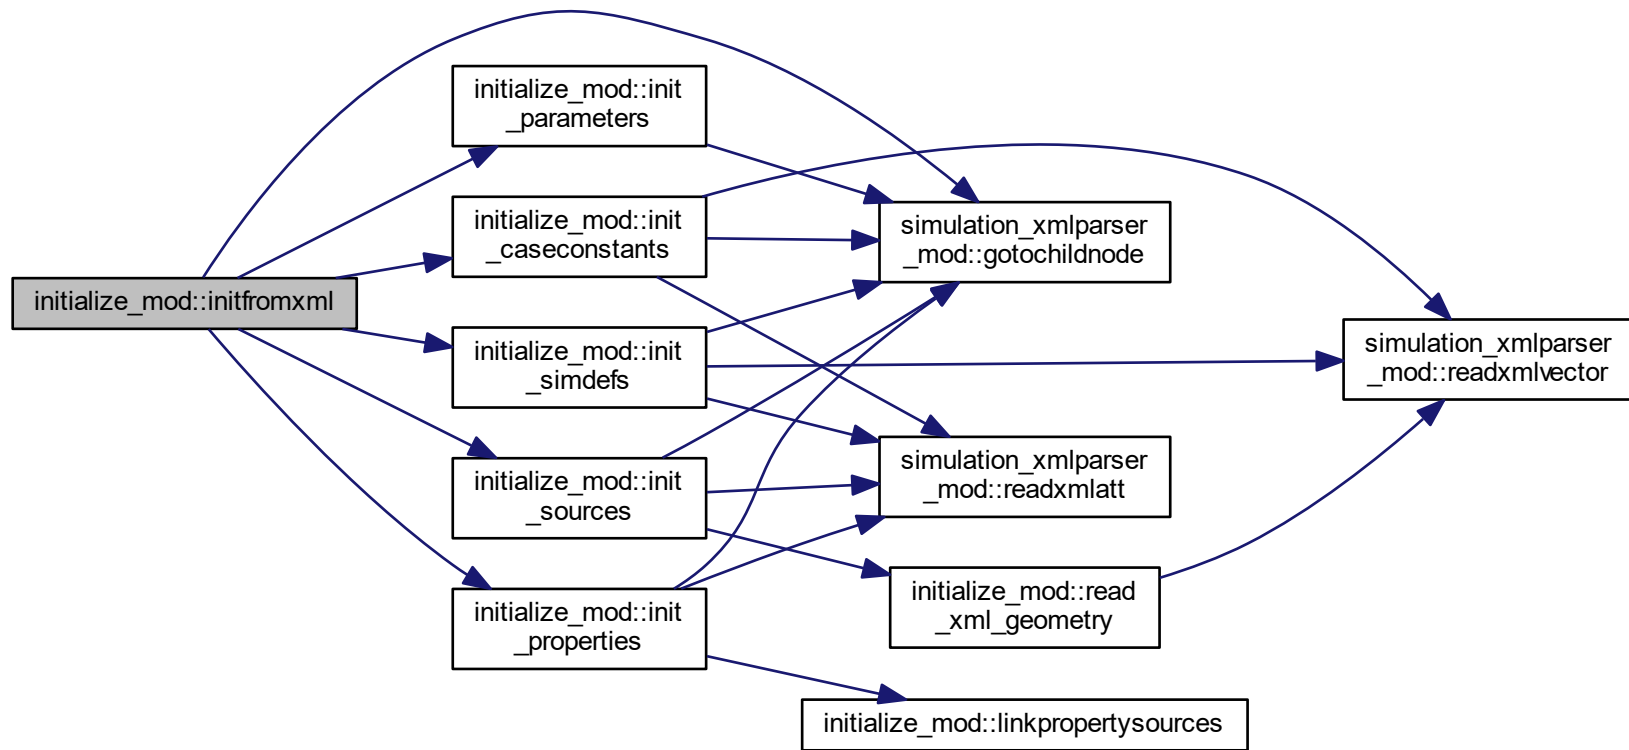 initialize_mod::initfromxml
initialize_mod::init
_parameters
initialize_mod::init
_caseconstants
initialize_mod::init
_simdefs
initialize_mod::init
_sources
initialize_mod::init
_properties
simulation_xmlparser
_mod::gotochildnode
simulation_xmlparser
_mod::readxmlatt
initialize_mod::read
_xml_geometry
initialize_mod::linkpropertysources
simulation_xmlparser
_mod::readxmlvector